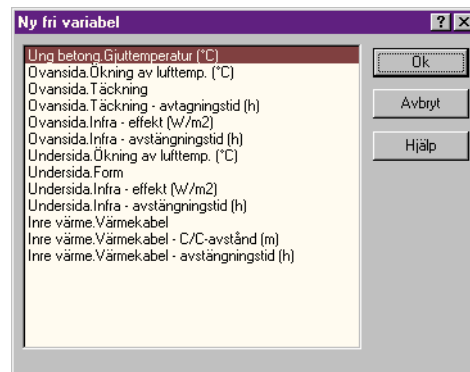 Ny fri variabel
Ung betong.Gjuttemperatur (°C)
Ovansida.Ökning av lufttemp. (°C)
Ovansida.Täckning
Ovansida.Täckning - avtagningstid (h)
Ovansida.Infra - effekt (W/m2)
Ovansida.Infra - avstängningstid (h)
Undersida.Ökning av lufttemp. (°C)
Undersida.Form
Undersida.Infra - effekt (W/m2)
Undersida.Infra - avstängningstid (h)
Inre värme.Värmekabel
Inre värme.Värmekabel - C/C-avstånd (m)
Inre värme.Värmekabel - avstängningstid (h)
Ok
Avbryt
Hjälp